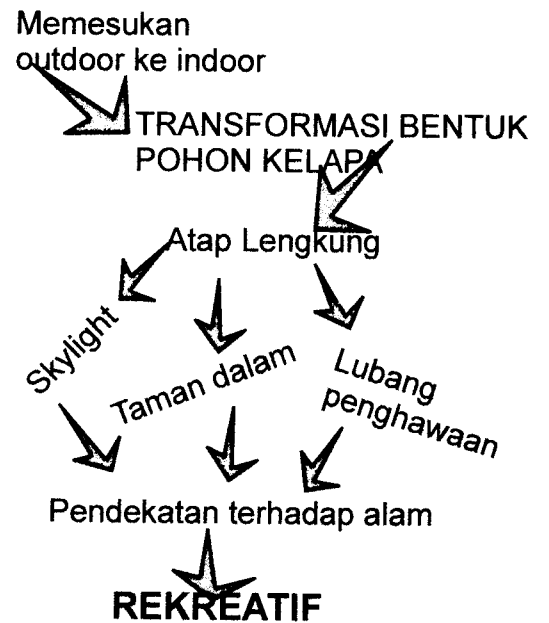 Memesukan
outdoor ke indoor
TRANSFORMASI BENTUK
POHON KELAPA
Atap Lengkung
Skylight
Taman dalam
Lubang
penghawaan
Pendekatan terhadap alam
REKREATIF